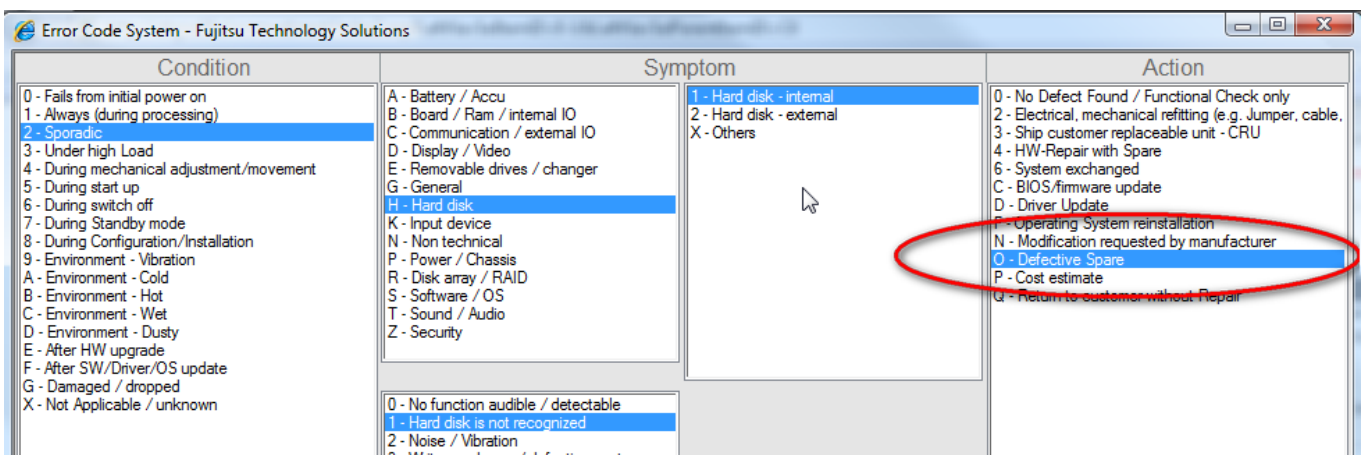 Error Code System - Fujitsu Technology Solutions
Condition
0 - Fails from initial power on
1 - Always (during processing)
2 - Sporadic
3 - Under high Load
4 - During mechanical adjustment/movement
5 - During start up
6 - During switch off
7 - During Standby mode
8 - During Configuration/Installation
9 - Environment - Vibration
A - Environment - Cold
B - Environment - Hot
C - Environment - Wet
D - Environment - Dusty
E - After HW upgrade
F - After SW/Driver/OS update
G - Damaged / dropped
X - Not Applicable / unknown
Symptom
A - Battery / Accu
B - Board / Ram / internal IO
C - Communication / external IO
D - Display / Video
E - Removable drives / changer
G - General
H - Hard disk
K - Input device
N - Non technical
P - Power / Chassis
R - Disk array / RAID
S - Software / OS
T - Sound / Audio
Z - Security
1 - Hard disk - internal
2 - Hard disk - external
X - Others
0 - No function audible / detectable
1 - Hard disk is not recognized
2 - Noise / Vibration
Action
0 - No Defect Found / Functional Check only
2 - Electrical, mechanical refitting (e.g. Jumper, cable,
3 - Ship customer replaceable unit - CRU
4 - HW-Repair with Spare
6 - System exchanged
C - BIOS/firmware update
D - Driver Update
F - Operating System reinstallation
N - Modification requested by manufacturer
O - Defective Spare
P - Cost estimate
Q - Return to customer without Repair